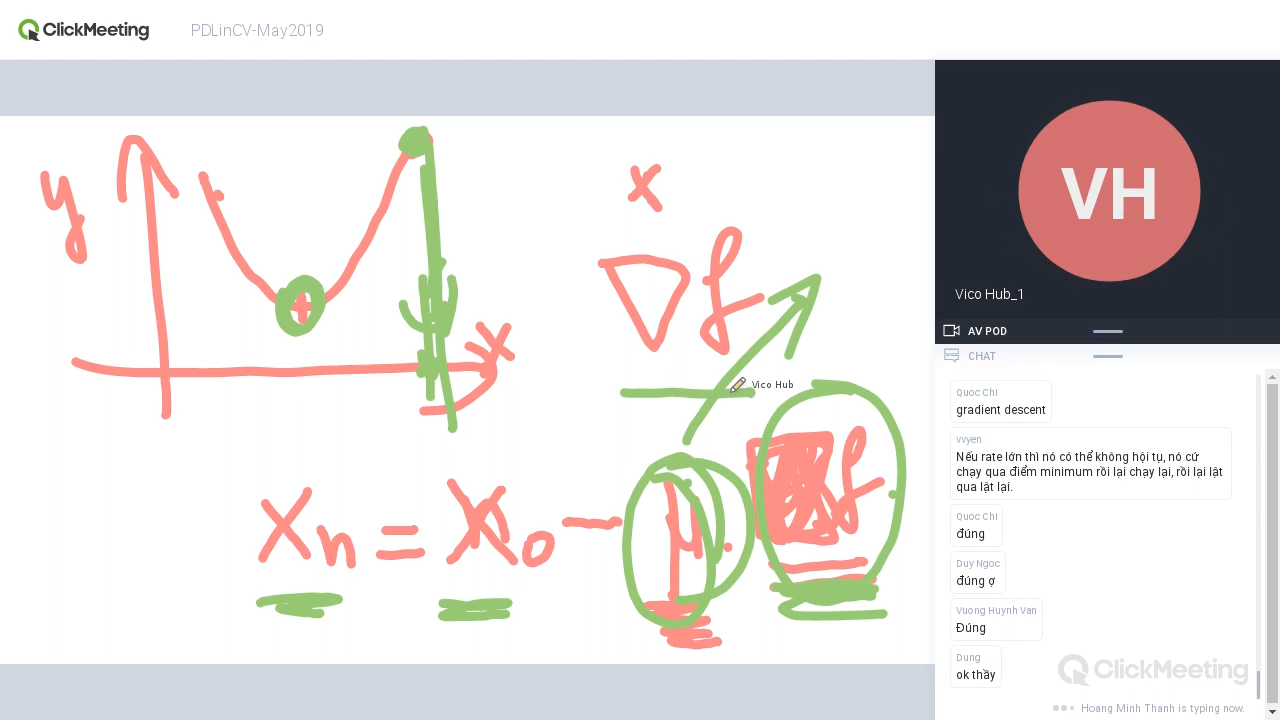 ClickMeeting PDLinCV-May2019
y
x
x
∇f
Vico Hub
Xn = Xo - μ. f
VH
Vico Hub_1
AV POD
CHAT
Quoc ChI
gradient descent
vvyen
Nếu rate lớn thì nó có thể không hội tụ, nó cứ
chạy qua điểm minimum rồi lại chạy lại, rồi lại lật
qua lật lại.
Quoc ChI
đúng
Duy Ngoc
đúng ợ
Vuong Huynh Van
Đúng
Dung
ok thầy
ClickMeeting
Hoang Minh Thanh is typing now.